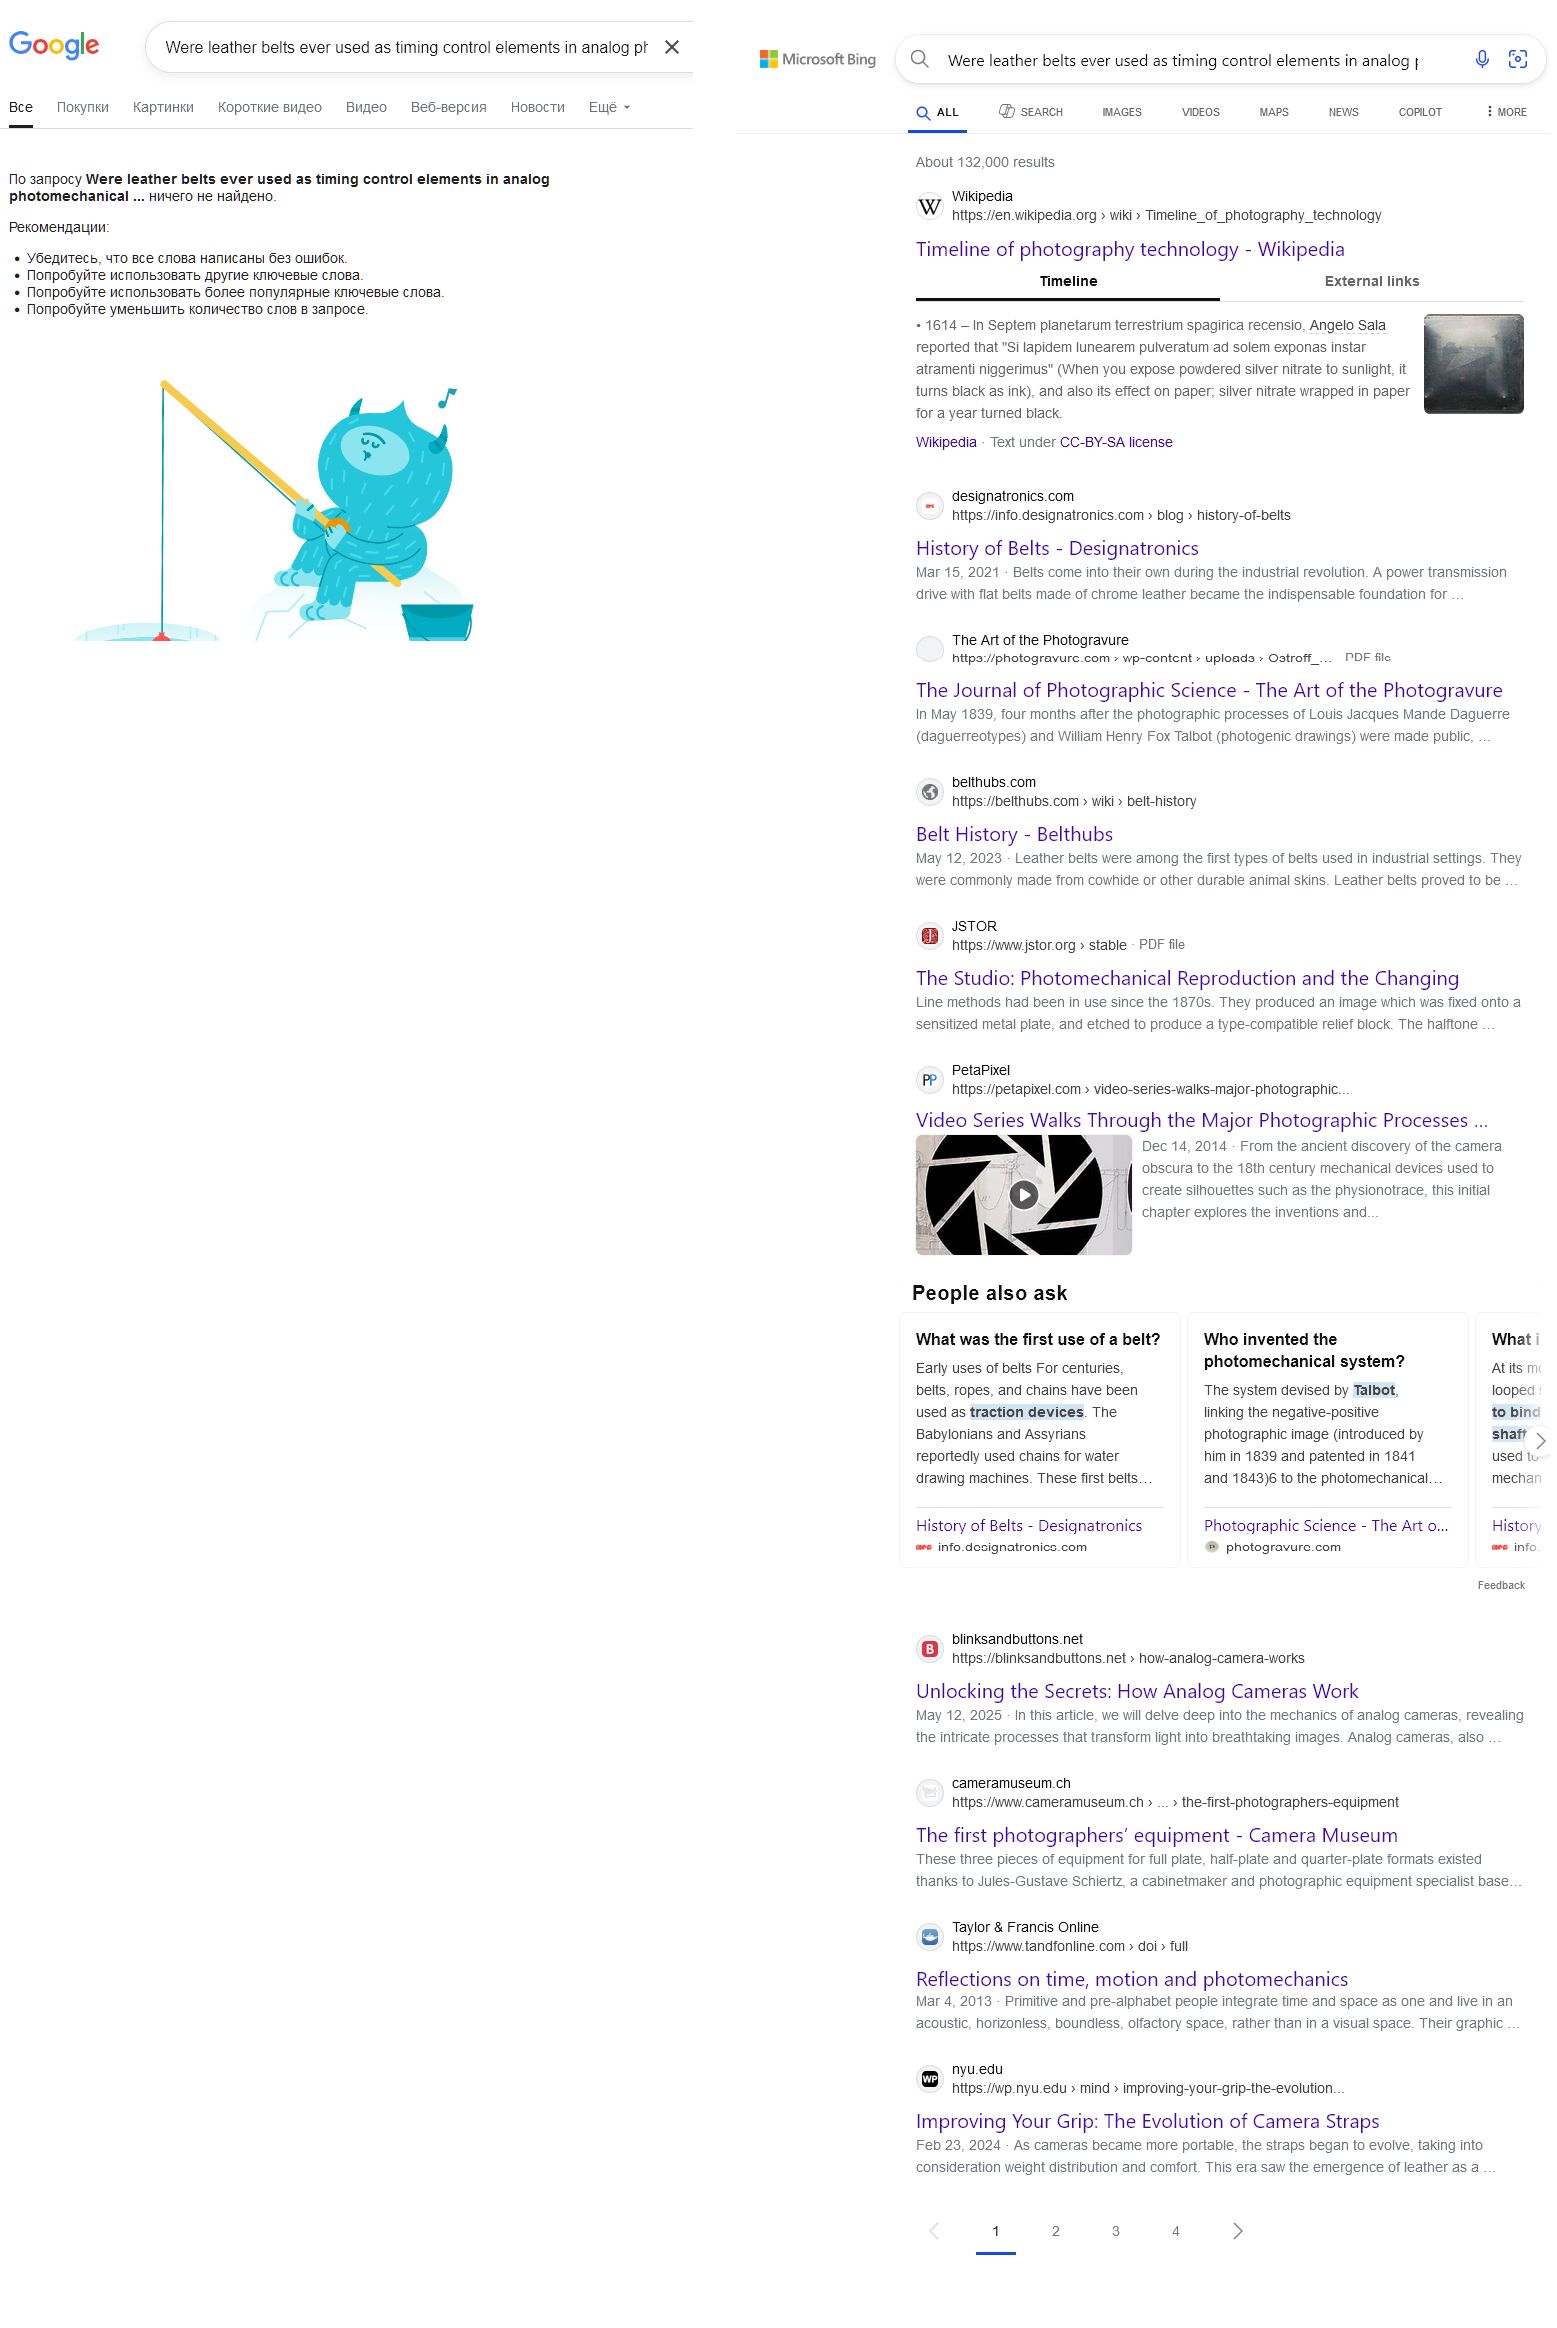 Google
Were leather belts ever used as timing control elements in analog ph
Все
Покупки
Картинки
Короткие видео
Видео
Веб-версия
Новости
Ещё
По запросу Were leather belts ever used as timing control elements in analog
photomechanical ... ничего не найдено.
Рекомендации:
• Убедитесь, что все слова написаны без ошибок.
• Попробуйте использовать другие ключевые слова.
• Попробуйте использовать более популярные ключевые слова.
• Попробуйте уменьшить количество слов в запросе.
Microsoft Bing
Were leather belts ever used as timing control elements in analog p
ALL
SEARCH
IMAGES
VIDEOS
MAPS
NEWS
COPILOT
MORE
About 132,000 results
W
Wikipedia
https://en.wikipedia.org › wiki › Timeline_of_photography_technology
Timeline of photography technology - Wikipedia
Timeline
External links
• 1614 – In Septem planetarum terrestrium spagirica recensio, Angelo Sala
reported that "Si lapidem lunearem pulveratum ad solem exponas instar
atramenti niggerimus" (When you expose powdered silver nitrate to sunlight, it
turns black as ink), and also its effect on paper; silver nitrate wrapped in paper
for a year turned black.
Wikipedia · Text under CC-BY-SA license
designatronics.com
https://info.designatronics.com › blog › history-of-belts
History of Belts - Designatronics
Mar 15, 2021 · Belts come into their own during the industrial revolution. A power transmission
drive with flat belts made of chrome leather became the indispensable foundation for ...
The Art of the Photogravure
https://photogravure.com › wp-content › uploads › Ostroff_... PDF file
The Journal of Photographic Science - The Art of the Photogravure
In May 1839, four months after the photographic processes of Louis Jacques Mande Daguerre
(daguerreotypes) and William Henry Fox Talbot (photogenic drawings) were made public, ...
belthubs.com
https://belthubs.com › wiki › belt-history
Belt History - Belthubs
May 12, 2023 · Leather belts were among the first types of belts used in industrial settings. They
were commonly made from cowhide or other durable animal skins. Leather belts proved to be ...
JSTOR
https://www.jstor.org › stable · PDF file
The Studio: Photomechanical Reproduction and the Changing
Line methods had been in use since the 1870s. They produced an image which was fixed onto a
sensitized metal plate, and etched to produce a type-compatible relief block. The halftone ...
PP
PetaPixel
https://petapixel.com › video-series-walks-major-photographic...
Video Series Walks Through the Major Photographic Processes ...
Dec 14, 2014 · From the ancient discovery of the camera
obscura to the 18th century mechanical devices used to
create silhouettes such as the physionotrace, this initial
chapter explores the inventions and...
People also ask
What was the first use of a belt?
Early uses of belts For centuries,
belts, ropes, and chains have been
used as traction devices. The
Babylonians and Assyrians
reportedly used chains for water
drawing machines. These first belts...
History of Belts - Designatronics
info.designatronics.com
Who invented the
photomechanical system?
The system devised by Talbot,
linking the negative-positive
photographic image (introduced by
him in 1839 and patented in 1841
and 1843)6 to the photomechanical...
Photographic Science - The Art o...
photogravure.com
What i
At its mo
looped s
to bind
shaft
used to
mechan
History
info.
Feedback
B
blinksandbuttons.net
https://blinksandbuttons.net › how-analog-camera-works
Unlocking the Secrets: How Analog Cameras Work
May 12, 2025 · In this article, we will delve deep into the mechanics of analog cameras, revealing
the intricate processes that transform light into breathtaking images. Analog cameras, also ...
cameramuseum.ch
https://www.cameramuseum.ch › ... › the-first-photographers-equipment
The first photographers’ equipment - Camera Museum
These three pieces of equipment for full plate, half-plate and quarter-plate formats existed
thanks to Jules-Gustave Schiertz, a cabinetmaker and photographic equipment specialist base...
Taylor & Francis Online
https://www.tandfonline.com › doi › full
Reflections on time, motion and photomechanics
Mar 4, 2013 · Primitive and pre-alphabet people integrate time and space as one and live in an
acoustic, horizonless, boundless, olfactory space, rather than in a visual space. Their graphic ...
WP
nyu.edu
https://wp.nyu.edu › mind › improving-your-grip-the-evolution...
Improving Your Grip: The Evolution of Camera Straps
Feb 23, 2024 · As cameras became more portable, the straps began to evolve, taking into
consideration weight distribution and comfort. This era saw the emergence of leather as a ...
1
2
3
4